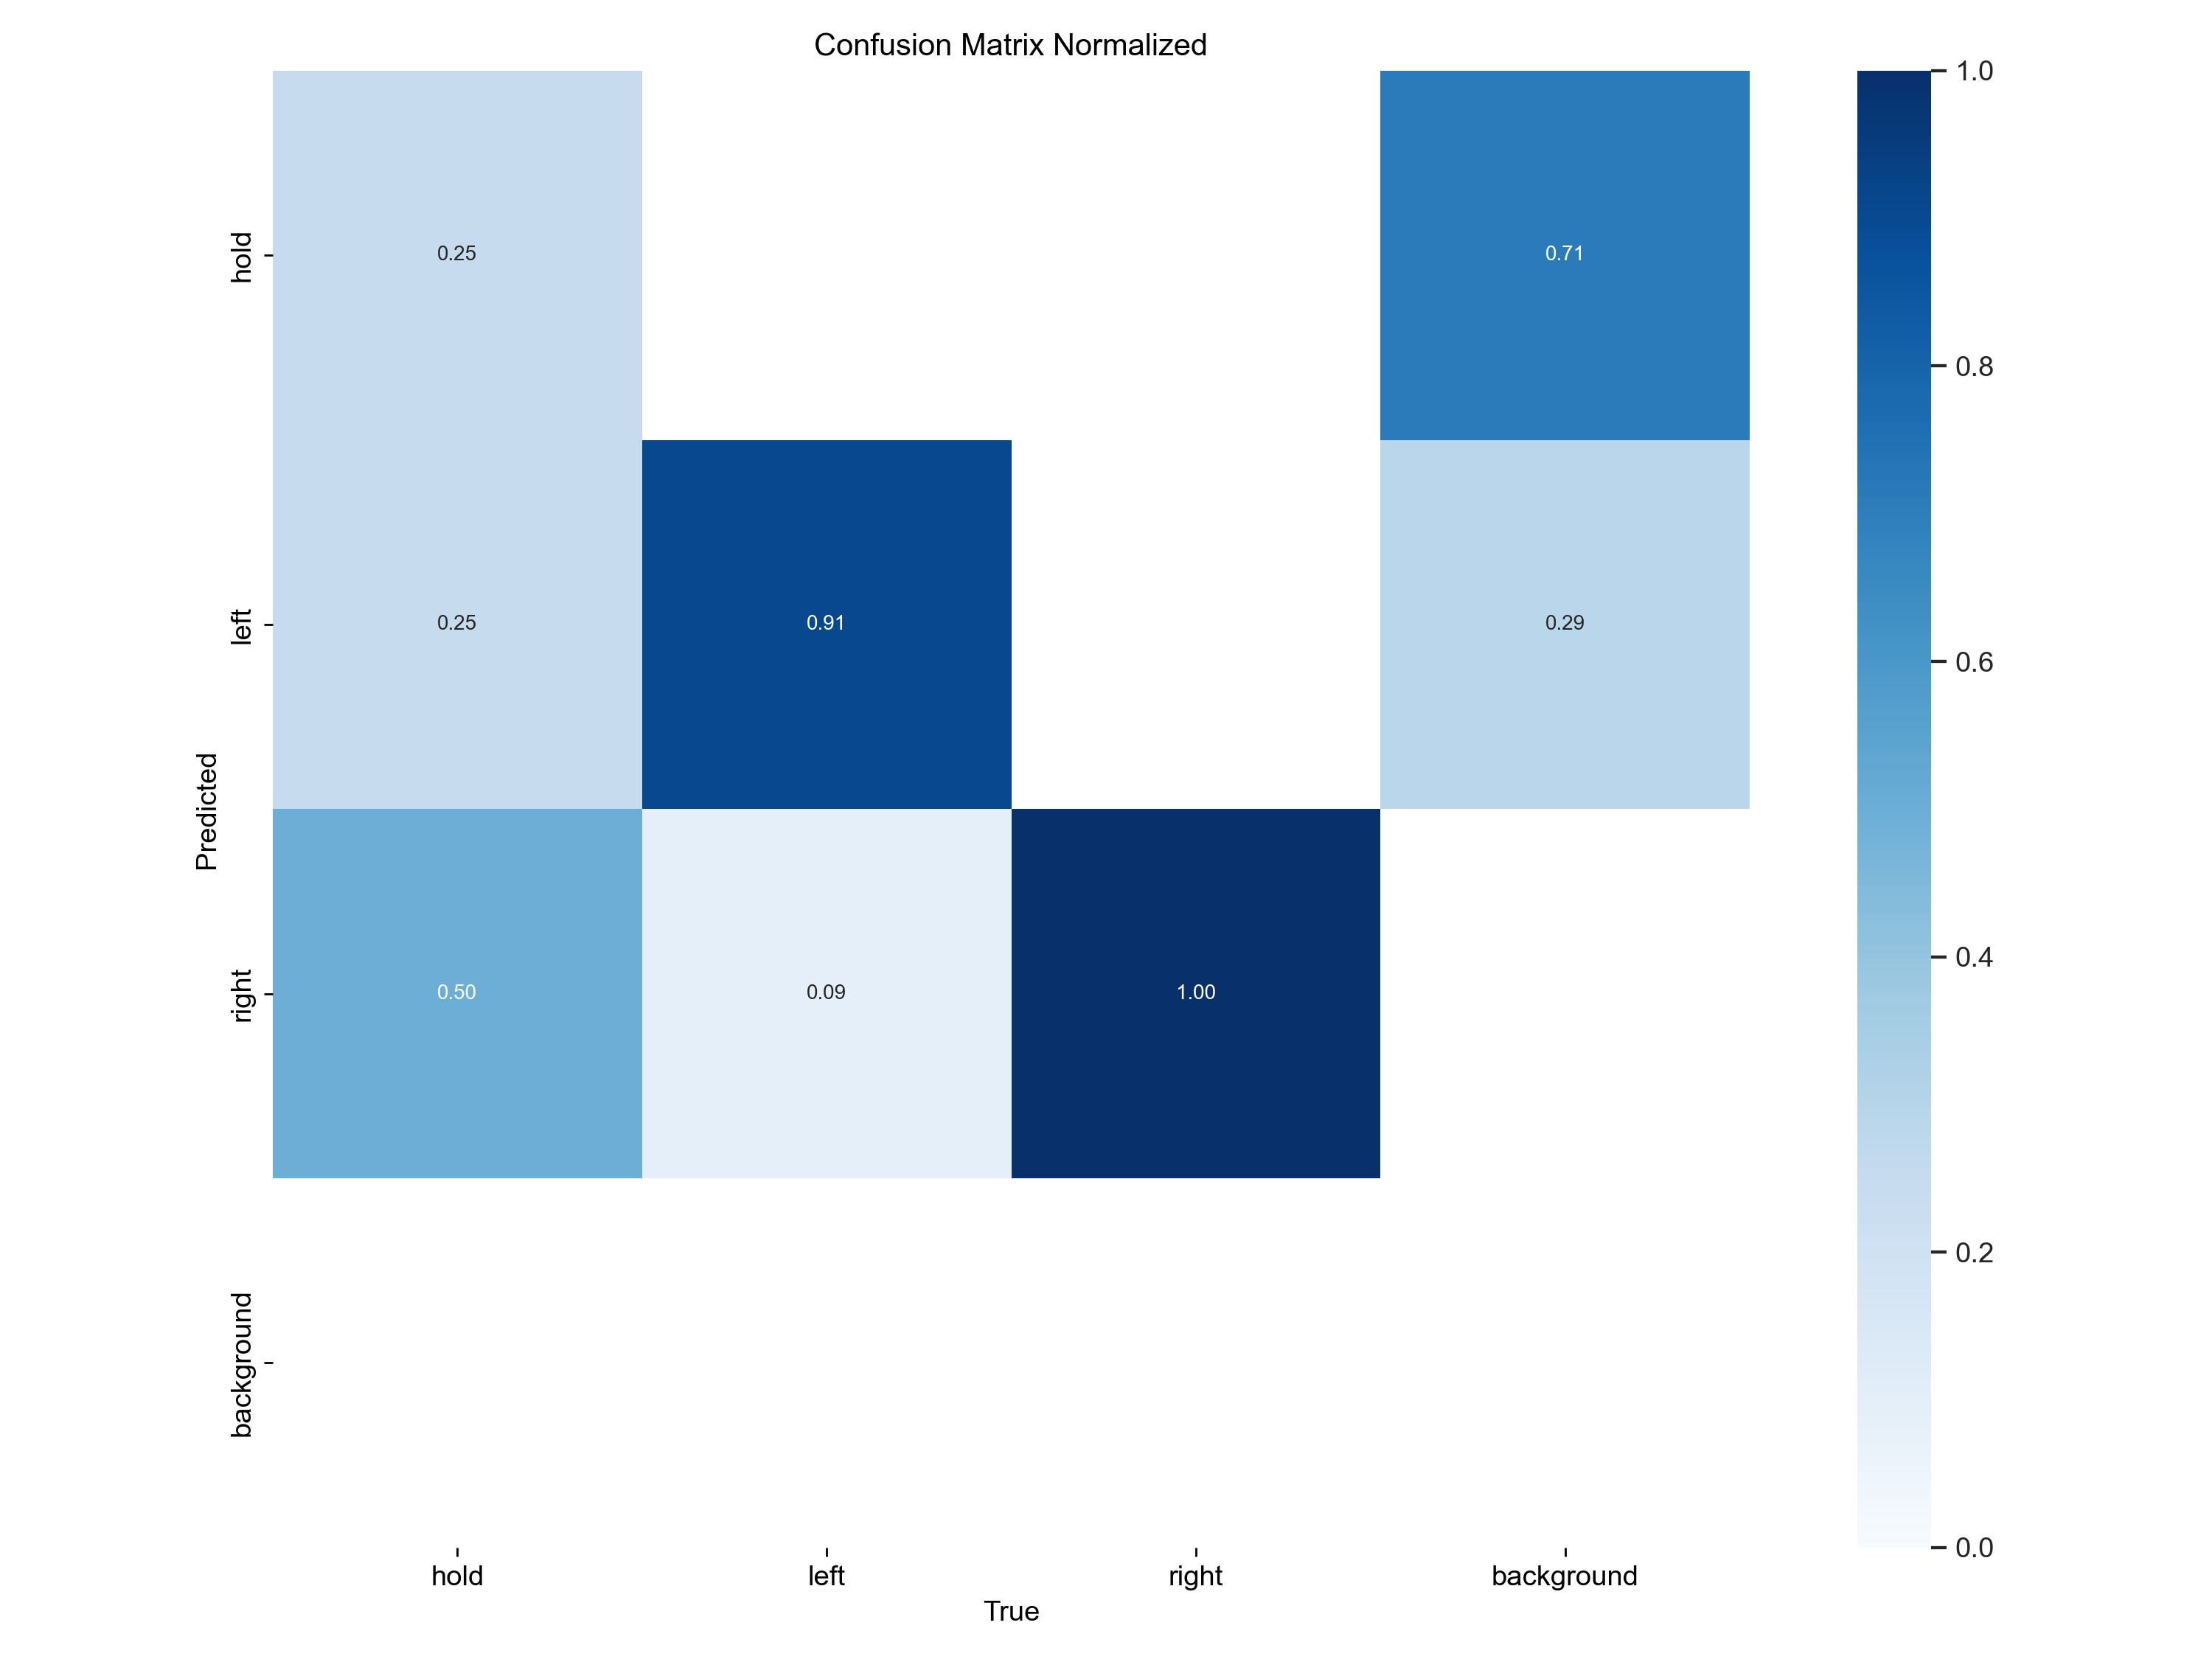 Confusion Matrix Normalized
1.0
hold
0.25
0.71
0.8
left
0.25
0.91
0.29
0.6
Predicted
right
0.50
0.09
1.00
0.4
background
0.2
0.0
hold
left
right
background
True